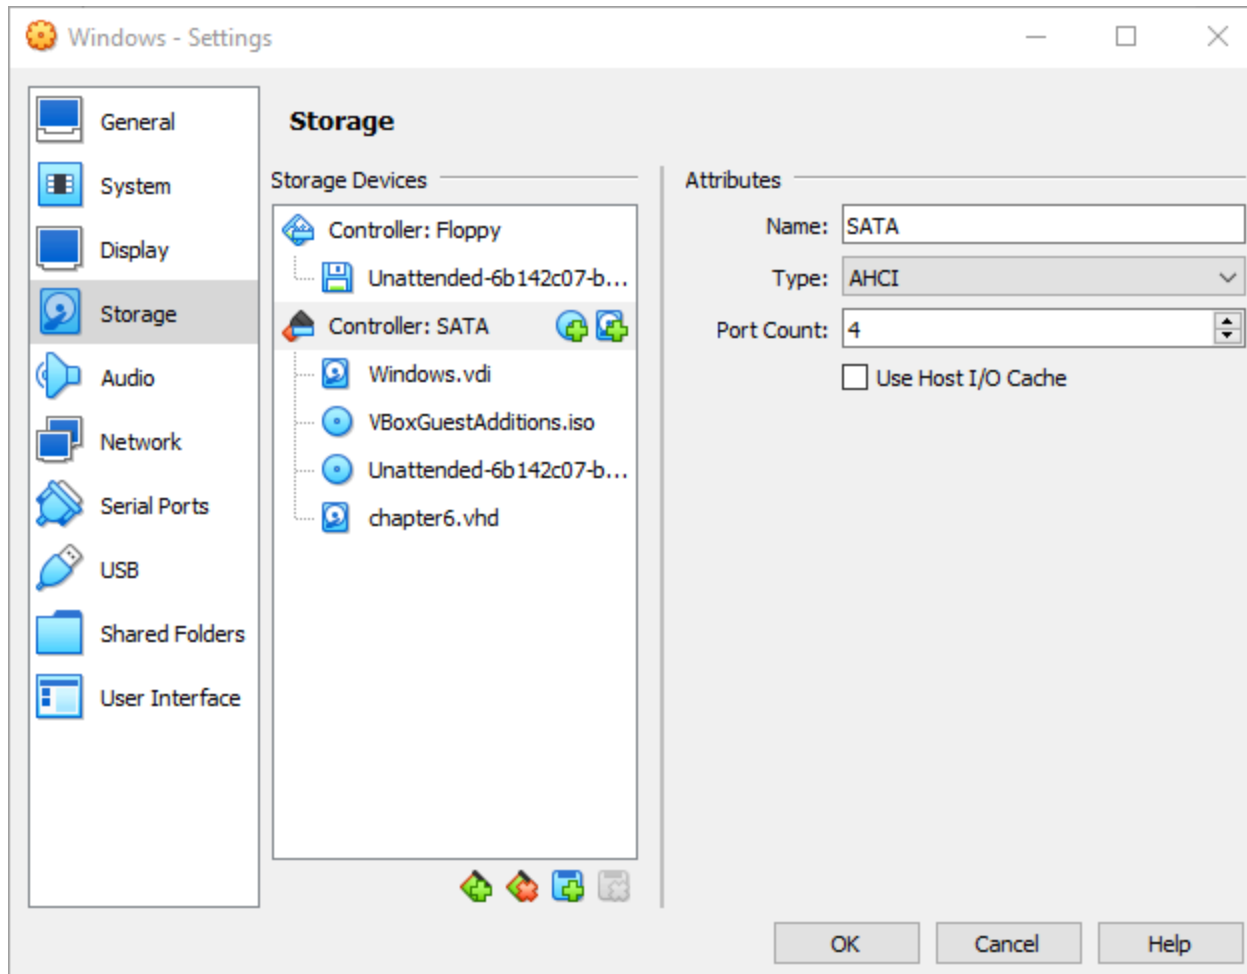 Windows - Settings
General
System
Display
Storage
Audio
Network
Serial Ports
USB
Shared Folders
User Interface
Storage
Storage Devices
Controller: Floppy
Unattended-6b142c07-b...
Controller: SATA
Windows.vdi
VBoxGuestAdditions.iso
Unattended-6b142c07-b...
chapter6.vhd
Attributes
Name: SATA
Type: AHCI
Port Count: 4
Use Host I/O Cache
OK Cancel Help